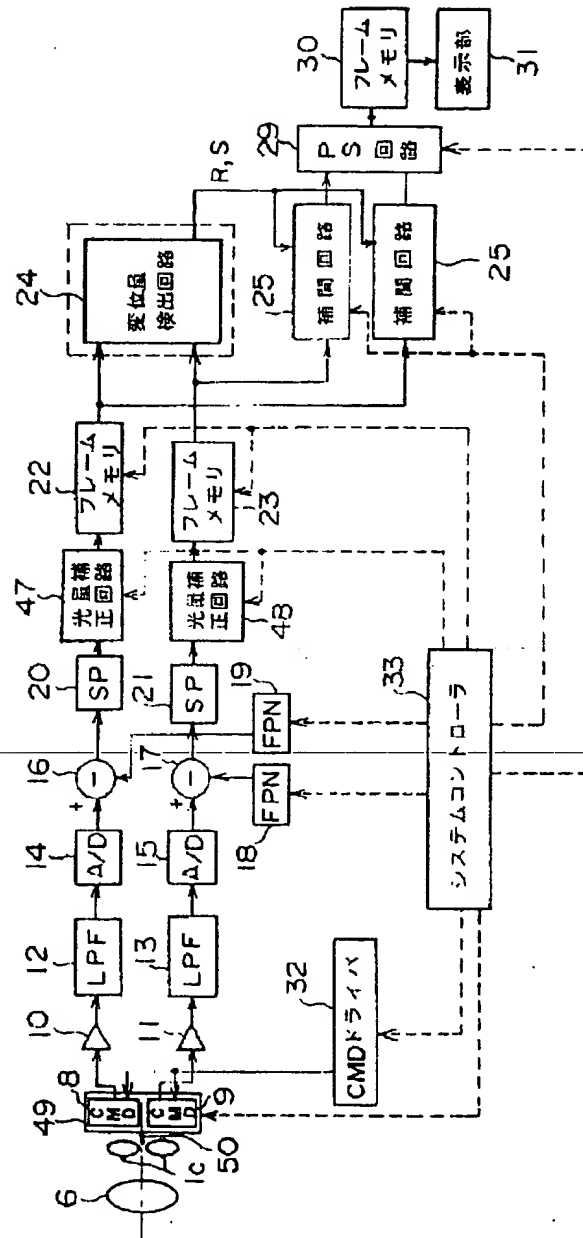 6
1c
50
49
8
CMD
CMD
9
10
11
12
LPF
13
LPF
14
A/D
15
A/D
16
+
−
17
+
−
18
FPN
19
FPN
20
SP
21
SP
47
光量補
正回路
光量補
正回路
48
22
フレーム
メモリ
フレーム
メモリ
23
24
変位量
検出回路
R,S
25
補間回路
補間回路
25
29
PS回路
30
フレーム
メモリ
表示部
31
32
CMDドライバ
33
システムコントローラ